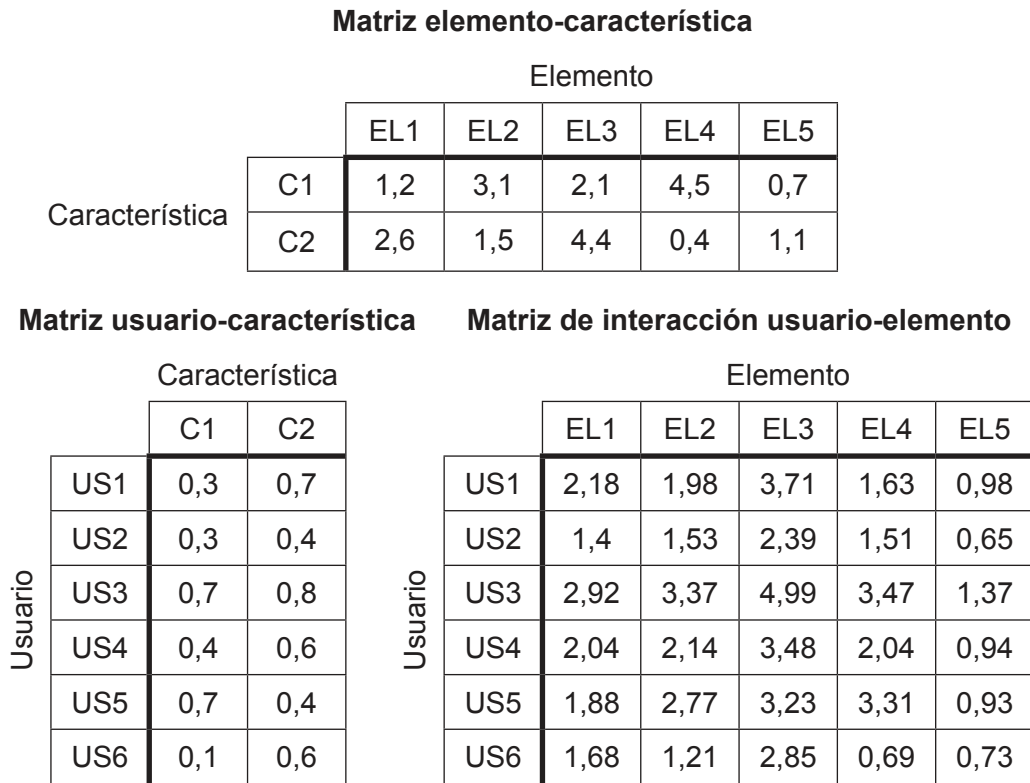 Matriz elemento-característica
Elemento
EL1 EL2 EL3 EL4 EL5
C1 1,2 3,1 2,1 4,5 0,7
Característica
C2 2,6 1,5 4,4 0,4 1,1
Matriz usuario-característica
Característica
C1 C2
US1 0,3 0,7
US2 0,3 0,4
US3 0,7 0,8
US4 0,4 0,6
US5 0,7 0,4
US6 0,1 0,6
Usuario
Matriz de interacción usuario-elemento
Elemento
EL1 EL2 EL3 EL4 EL5
US1 2,18 1,98 3,71 1,63 0,98
US2 1,4 1,53 2,39 1,51 0,65
US3 2,92 3,37 4,99 3,47 1,37
US4 2,04 2,14 3,48 2,04 0,94
US5 1,88 2,77 3,23 3,31 0,93
US6 1,68 1,21 2,85 0,69 0,73
Usuario